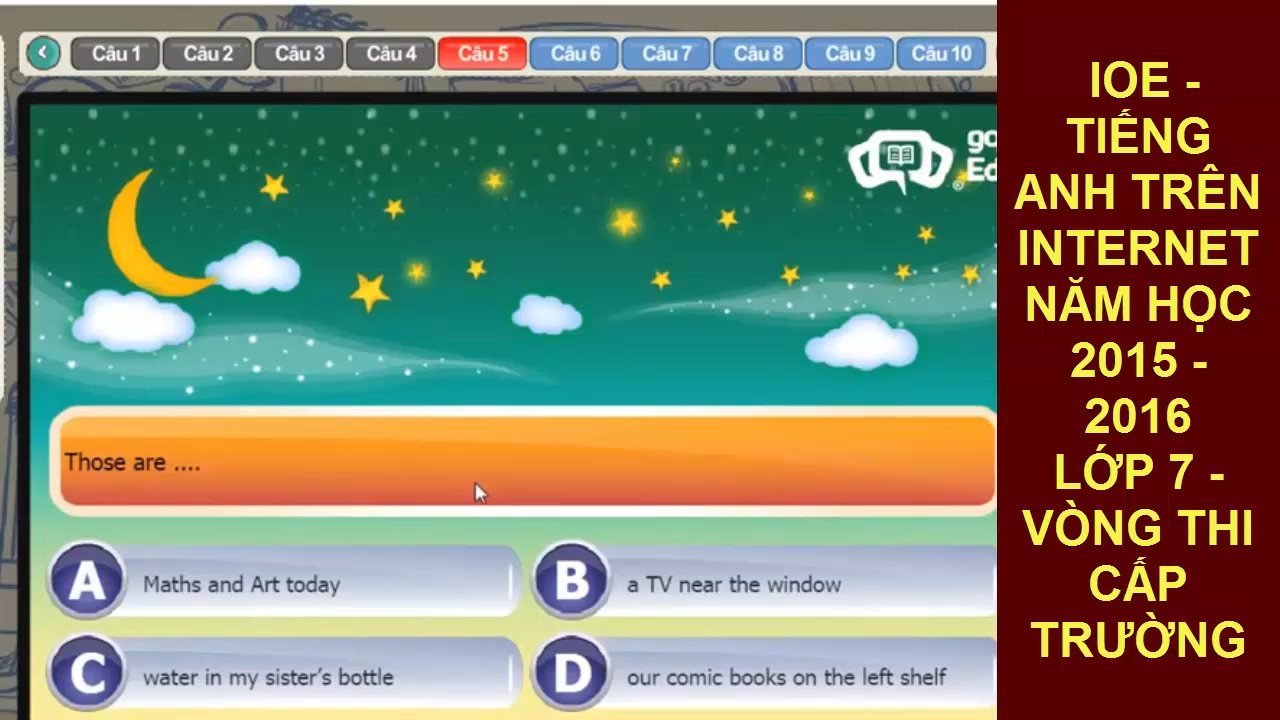 Câu 1 Câu 2 Câu 3 Câu 4 Câu 5 Câu 6 Câu 7 Câu 8 Câu 9 Câu 10
Those are ....
A Maths and Art today
B a TV near the window
C water in my sister's bottle
D our comic books on the left shelf
IOE -
TIẾNG
ANH TRÊN
INTERNET
NĂM HỌC
2015 -
2016
LỚP 7 -
VÒNG THI
CẤP
TRƯỜNG